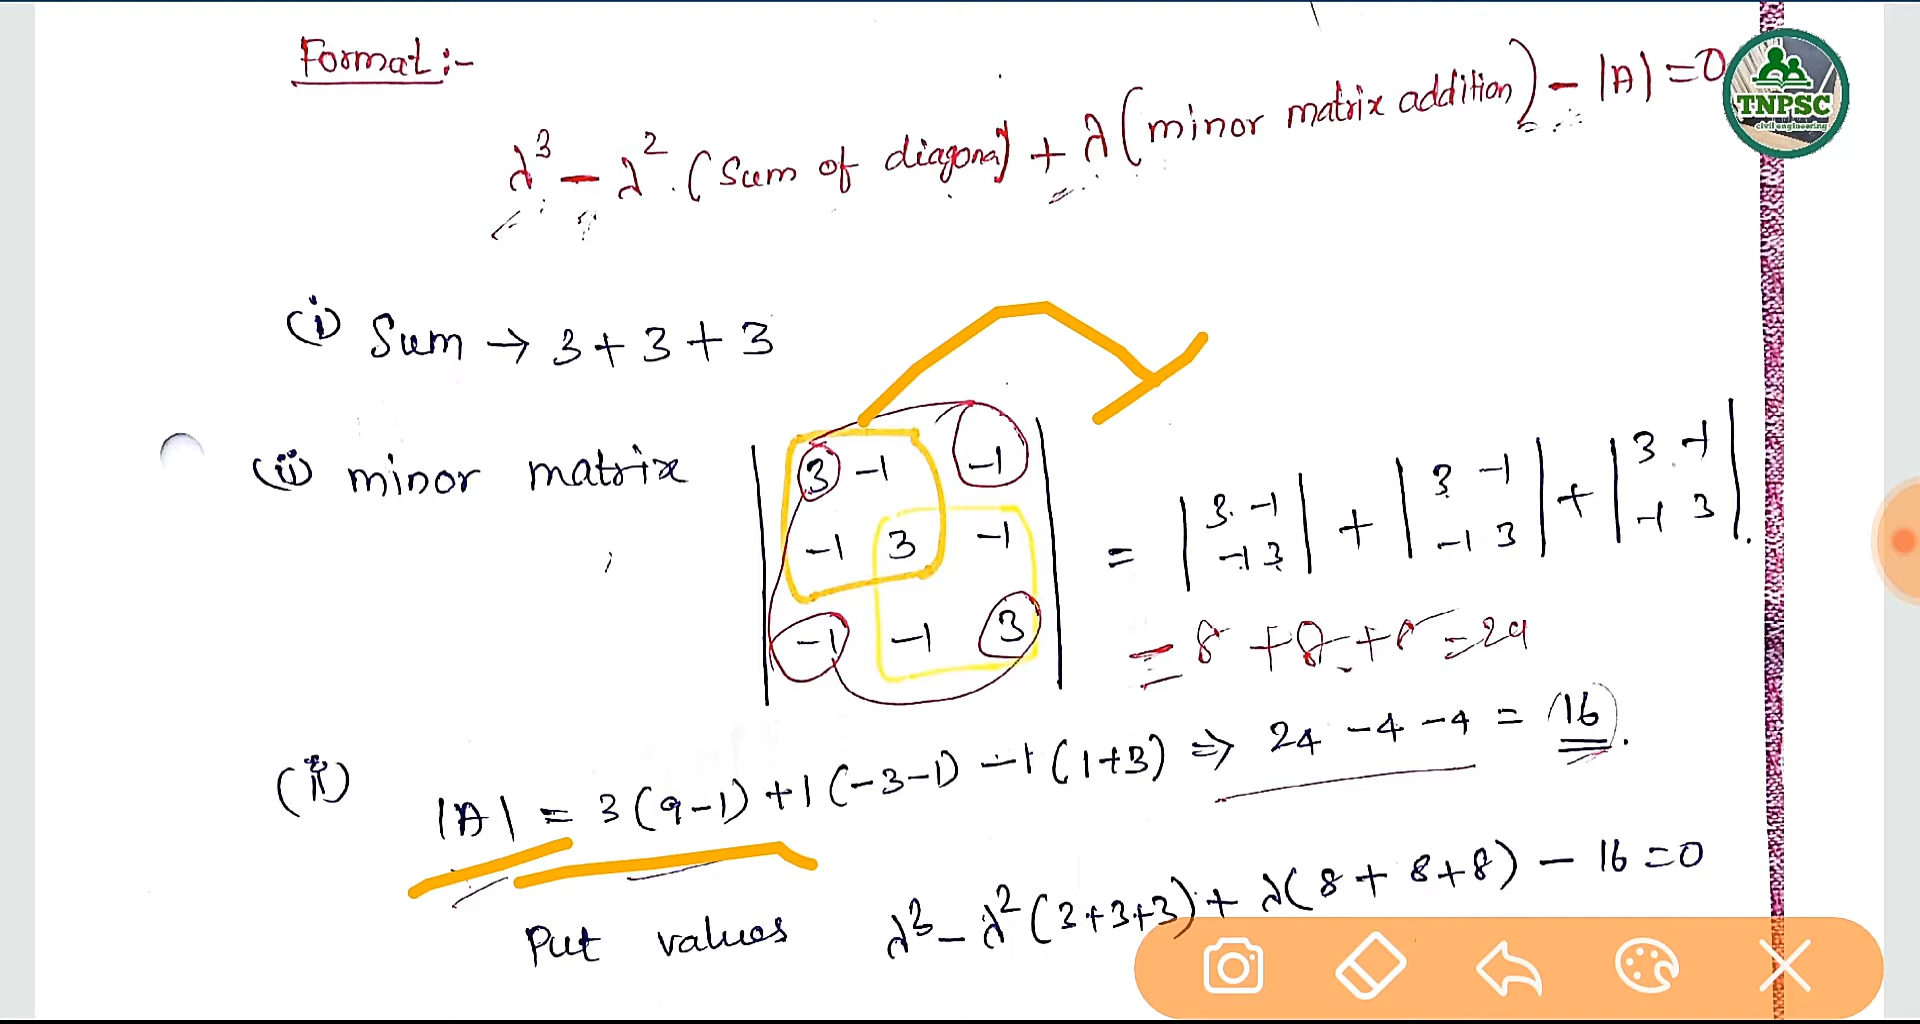 Format :-
λ³ - λ² (Sum of diagonal) + λ (minor matrix addition) - |A| = 0
TNPSC
civil engineering
(i) Sum → 3 + 3 + 3
(ii) minor matrix
3 -1 -1
-1 3 -1
-1 -1 3
= |3 -1
-1 3| + |3 -1
-1 3| + |3 -1
-1 3|.
= 8 + 8 + 8 = 24
|A| = 3(9-1) + 1(-3-1) - 1(1+3) ⇒ 24 - 4 - 4 = 16.
Put values λ³ - λ² (3+3+3) + λ(8 + 8 + 8) - 16 = 0